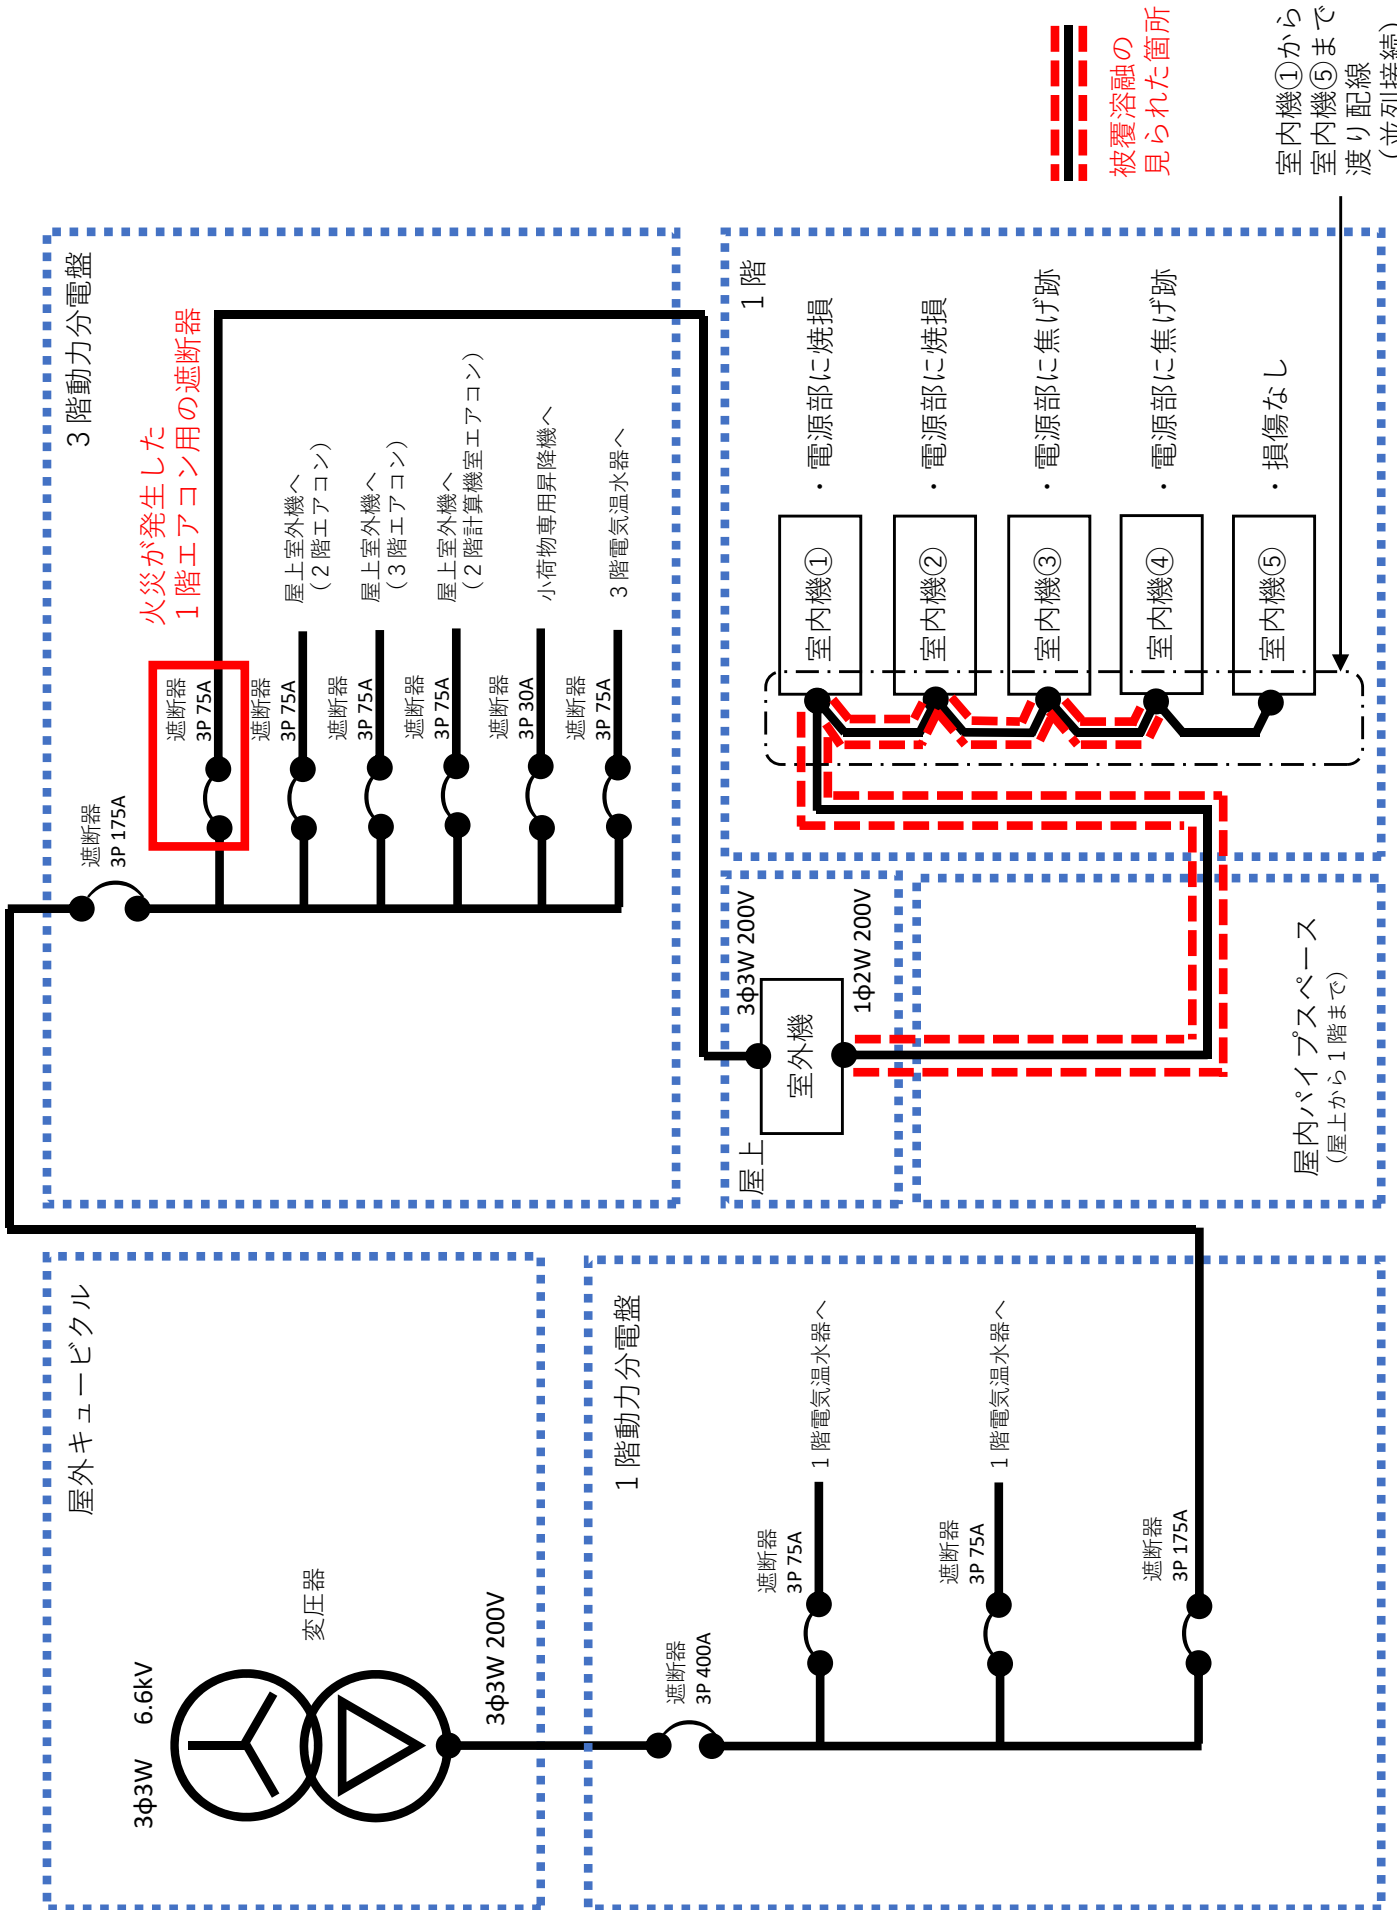 屋外キュービクル
3ф3W　6.6kV
変圧器
3ф3W 200V
1階動力分電盤
遮断器
3P 400A
遮断器
3P 75A
1階電気温水器へ
遮断器
3P 75A
1階電気温水器へ
遮断器
3P 175A
3階動力分電盤
遮断器
3P 175A
火災が発生した
1階エアコン用の遮断器
遮断器
3P 75A
遮断器
3P 75A
屋上室外機へ
(2階エアコン)
遮断器
3P 75A
屋上室外機へ
(3階エアコン)
遮断器
3P 75A
屋上室外機へ
(2階計算機室エアコン)
遮断器
3P 30A
小荷物専用昇降機へ
遮断器
3P 75A
3階電気温水器へ
屋上
3ф3W 200V
室外機
1ф2W 200V
屋内パイプスペース
(屋上から1階まで)
1階
室内機①
・電源部に焼損
室内機②
・電源部に焼損
室内機③
・電源部に焦げ跡
室内機④
・電源部に焦げ跡
室内機⑤
・損傷なし
被覆溶融の
見られた箇所
室内機①から
室内機⑤まで
渡り配線
(並列接続)